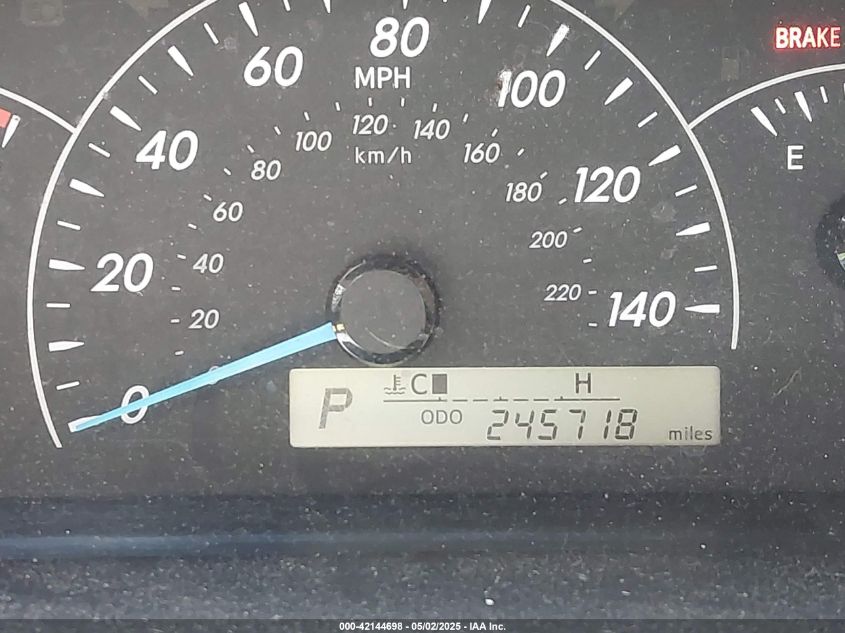 80 BRAKE
60 MPH 100
40 100 120 140 160 120 E
80 km/h 180
60 200
20 40 220 140
20
0 0
P C H
ODO 245718 miles
000-42144698 - 05/02/2025 - IAA Inc.